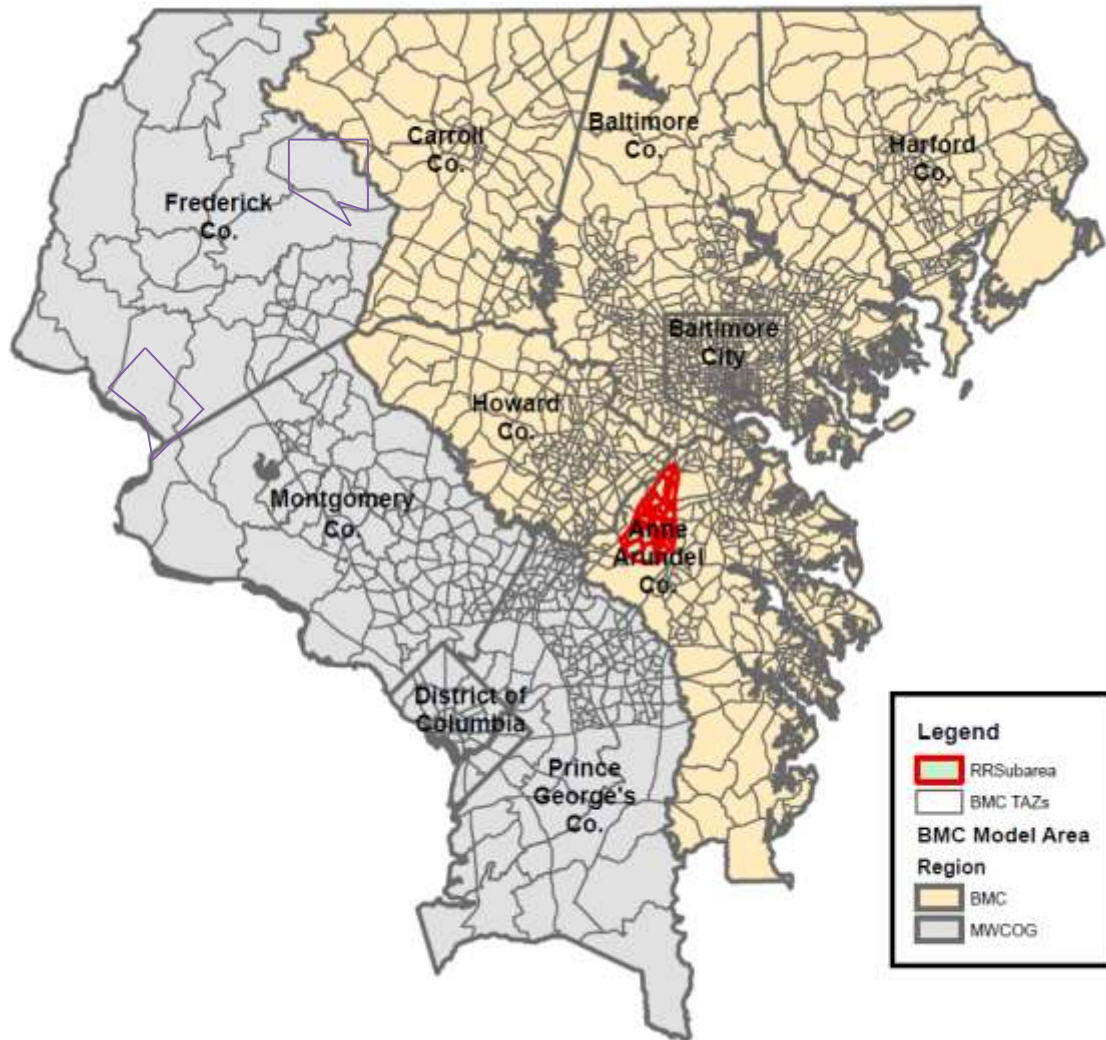 Carroll
Co.
Baltimore
Co.
Harford
Co.
Frederick
Co.
Baltimore
City
Howard
Co.
Montgomery
Co.
Anne
Arundel
Co.
District of
Columbia
Prince
George's
Co.
Legend
RRSubarea
BMC TAZs
BMC Model Area
Region
BMC
MWCOG